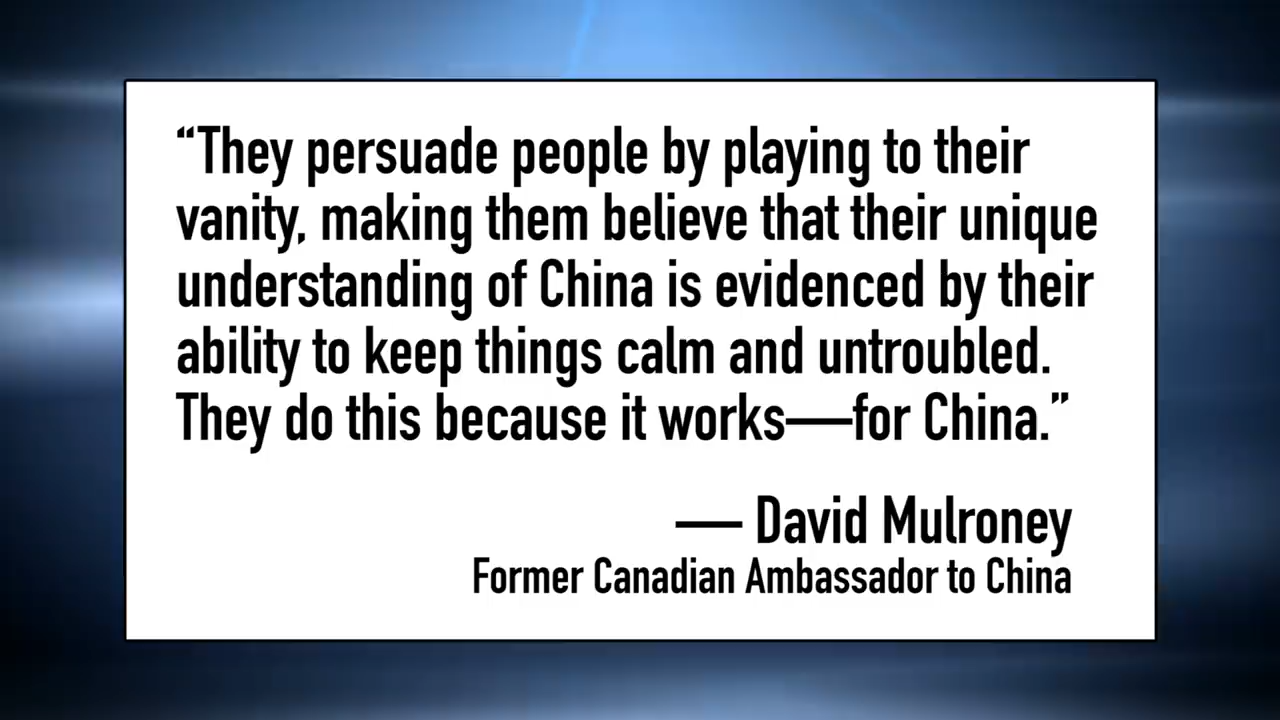 “They persuade people by playing to their
vanity, making them believe that their unique
understanding of China is evidenced by their
ability to keep things calm and untroubled.
They do this because it works—for China.”
— David Mulroney
Former Canadian Ambassador to China